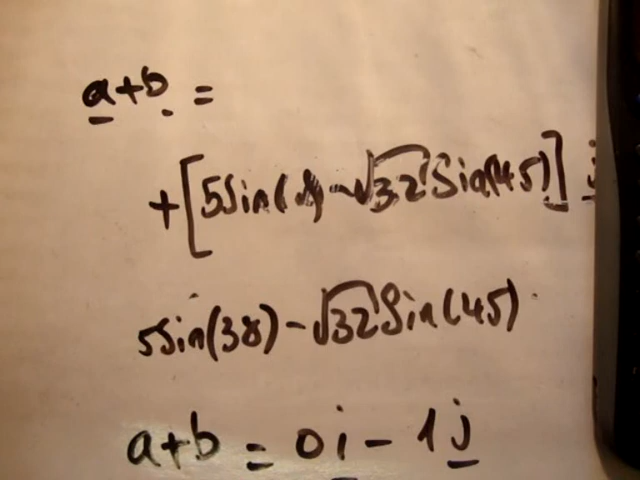 a+b =
+[5Sin( ) - √32 Sin(45)] j
5Sin(38) - √32 Sin(45)
a+b = 0i - 1j